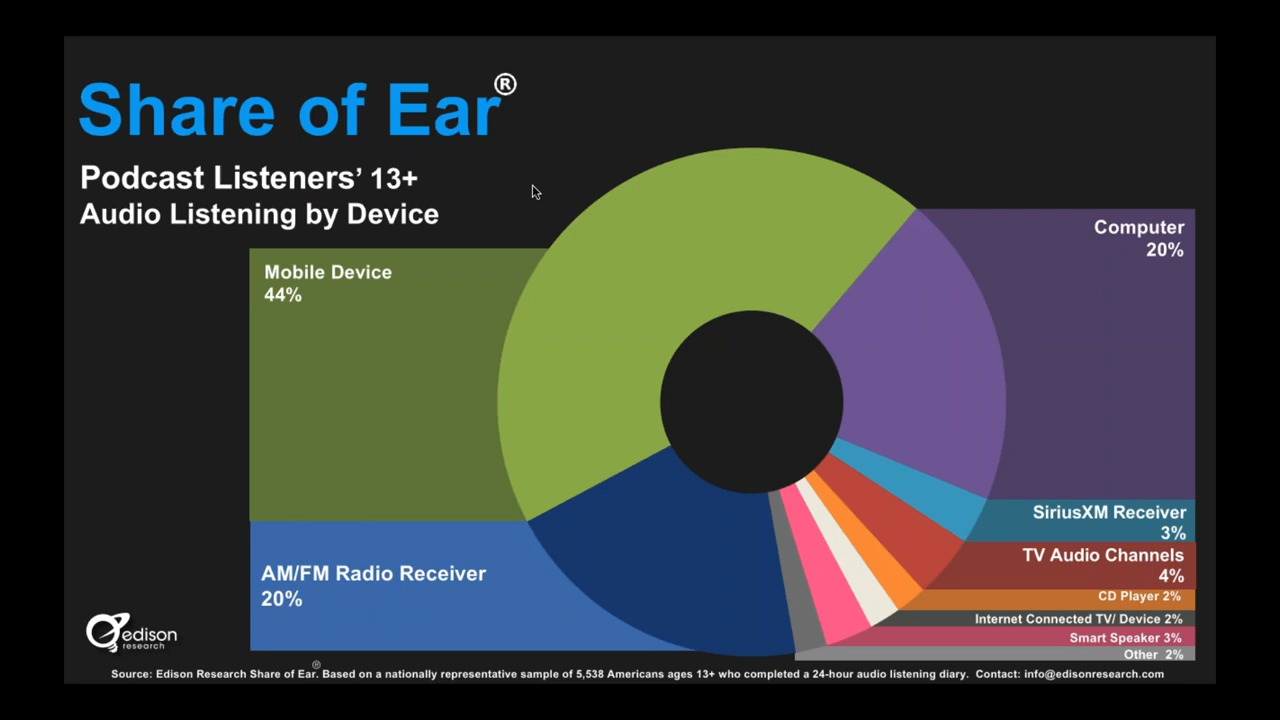 Share of Ear®
Podcast Listeners’ 13+
Audio Listening by Device
Mobile Device
44%
Computer
20%
SiriusXM Receiver
3%
TV Audio Channels
4%
CD Player 2%
Internet Connected TV/ Device 2%
Smart Speaker 3%
Other 2%
AM/FM Radio Receiver
20%
edison
research
Source: Edison Research Share of Ear.® Based on a nationally representative sample of 5,538 Americans ages 13+ who completed a 24-hour audio listening diary. Contact: info@edisonresearch.com